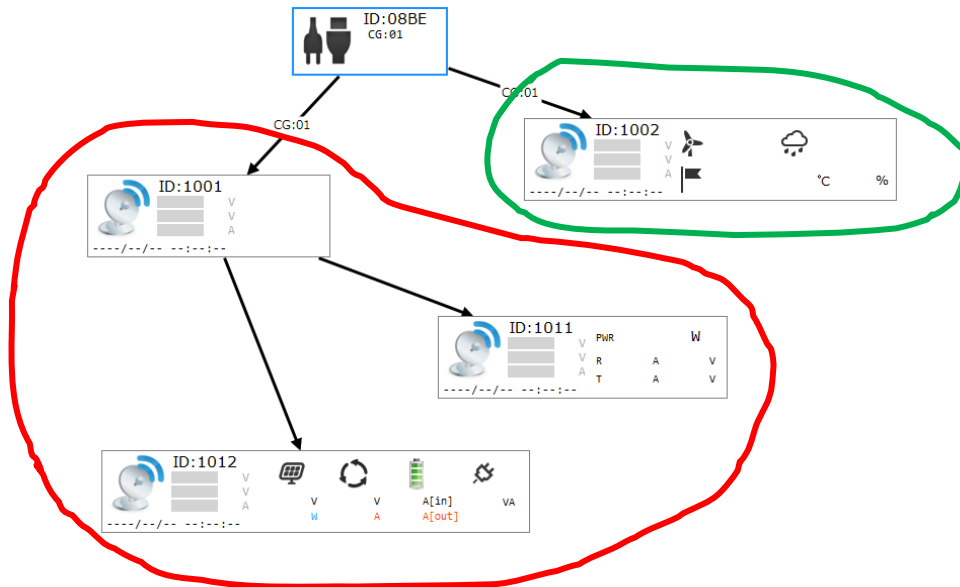 ID:08BE
CG:01
CG:01
CG:01
ID:1002
V
V
A
°C %
----/--/-- --:--:--
ID:1001
V
V
A
----/--/-- --:--:--
ID:1011
V PWR W
V R A V
A T A V
----/--/-- --:--:--
ID:1012
V
V
A
V V A[in] VA
W A A[out]
----/--/-- --:--:--